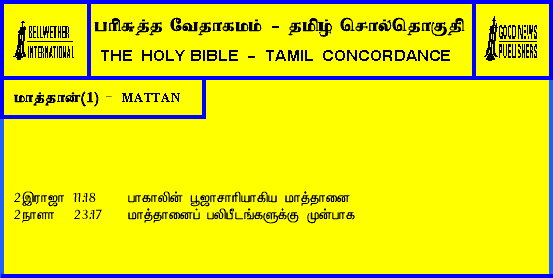 BELLWETHER
INTERNATIONAL
பரிசுத்த வேதாகமம் - தமிழ் சொல்தொகுதி
THE HOLY BIBLE - TAMIL CONCORDANCE
GOOD NEWS
PUBLISHERS
மாத்தான்(1) - MATTAN
2இராஜா 11:18 பாகாலின் பூஜாசாரியாகிய மாத்தானை
2நாளா 23:17 மாத்தானைப் பலிபீடங்களுக்கு முன்பாக